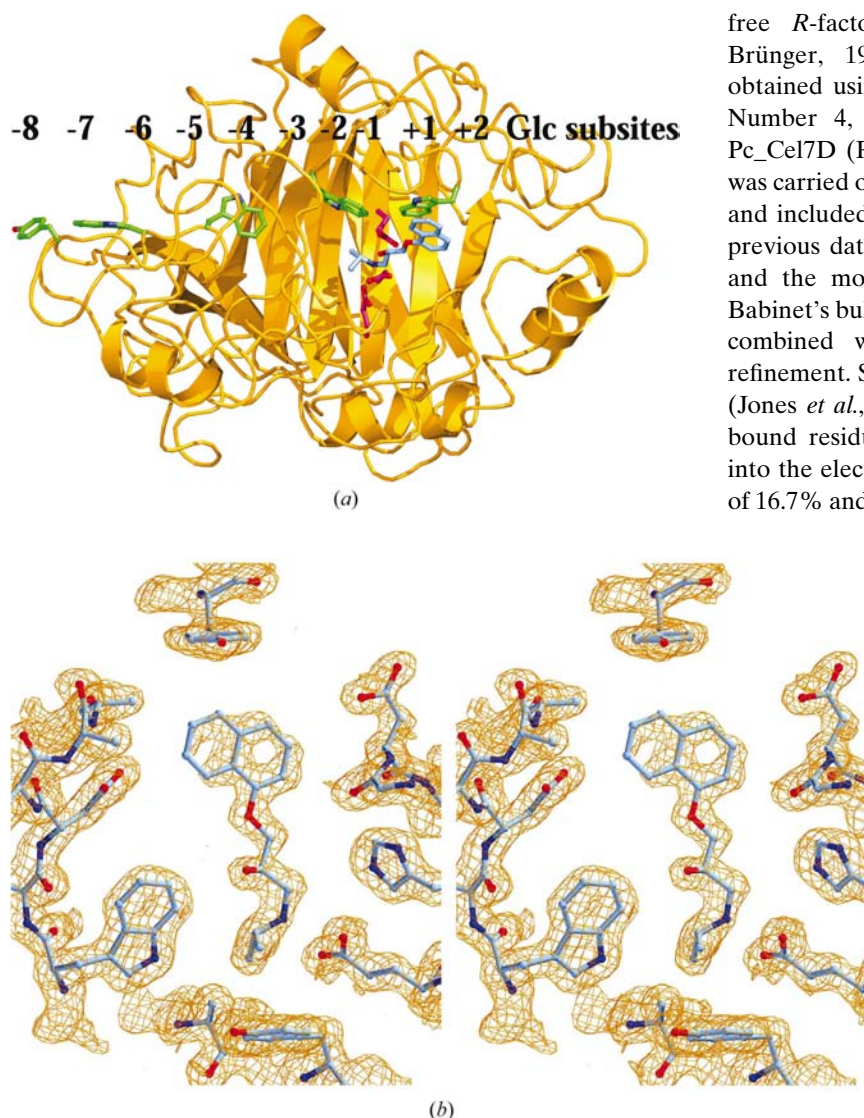 -8 -7 -6 -5 -4 -3 -2 -1 +1 +2 Glc subsites
(a)
free R-facto
Brünger, 19
obtained usi
Number 4,
Pc_Cel7D (
was carried o
and included
previous dat
and the mo
Babinet's bul
combined w
refinement. S
(Jones et al.,
bound residu
into the elec
of 16.7% and
(b)